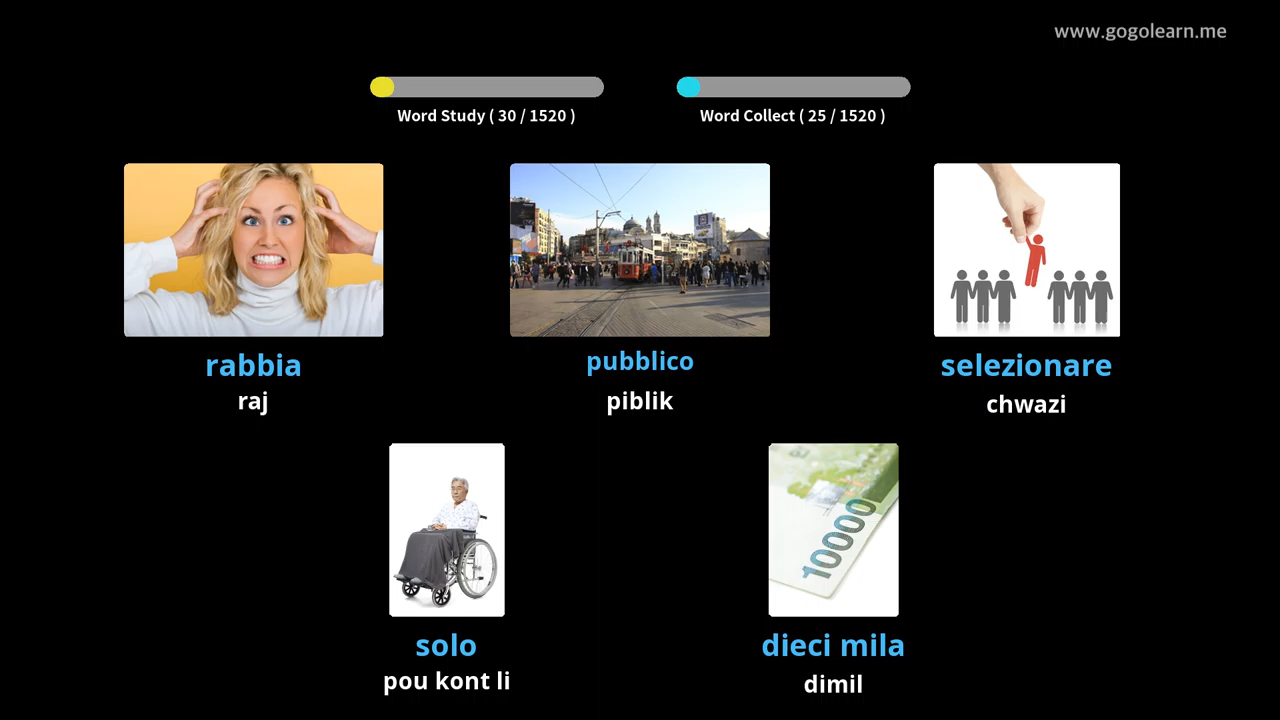 www.gogolearn.me
Word Study ( 30 / 1520 )
Word Collect ( 25 / 1520 )
rabbia
raj
pubblico
piblik
selezionare
chwazi
10000
solo
pou kont li
dieci mila
dimil